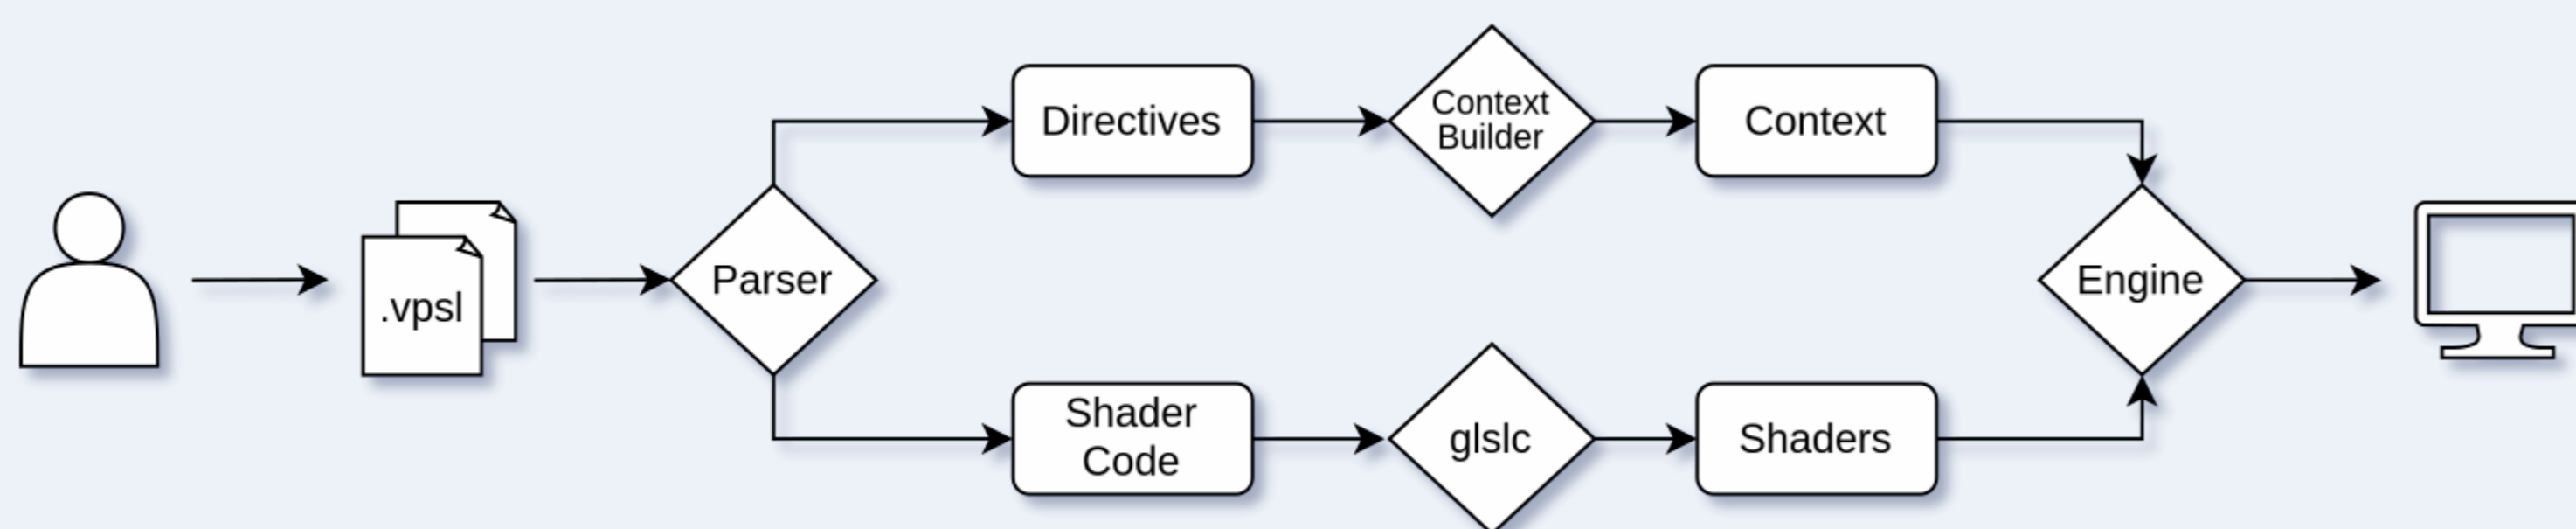 .vpsl
Parser
Directives
Context
Builder
Context
Shader
Code
glslc
Shaders
Engine